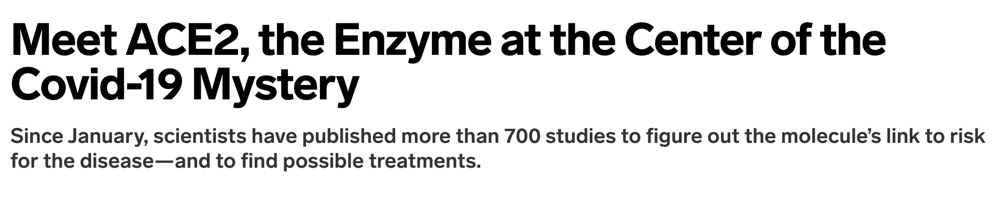 Meet ACE2, the Enzyme at the Center of the
Covid-19 Mystery
Since January, scientists have published more than 700 studies to figure out the molecule’s link to risk
for the disease—and to find possible treatments.